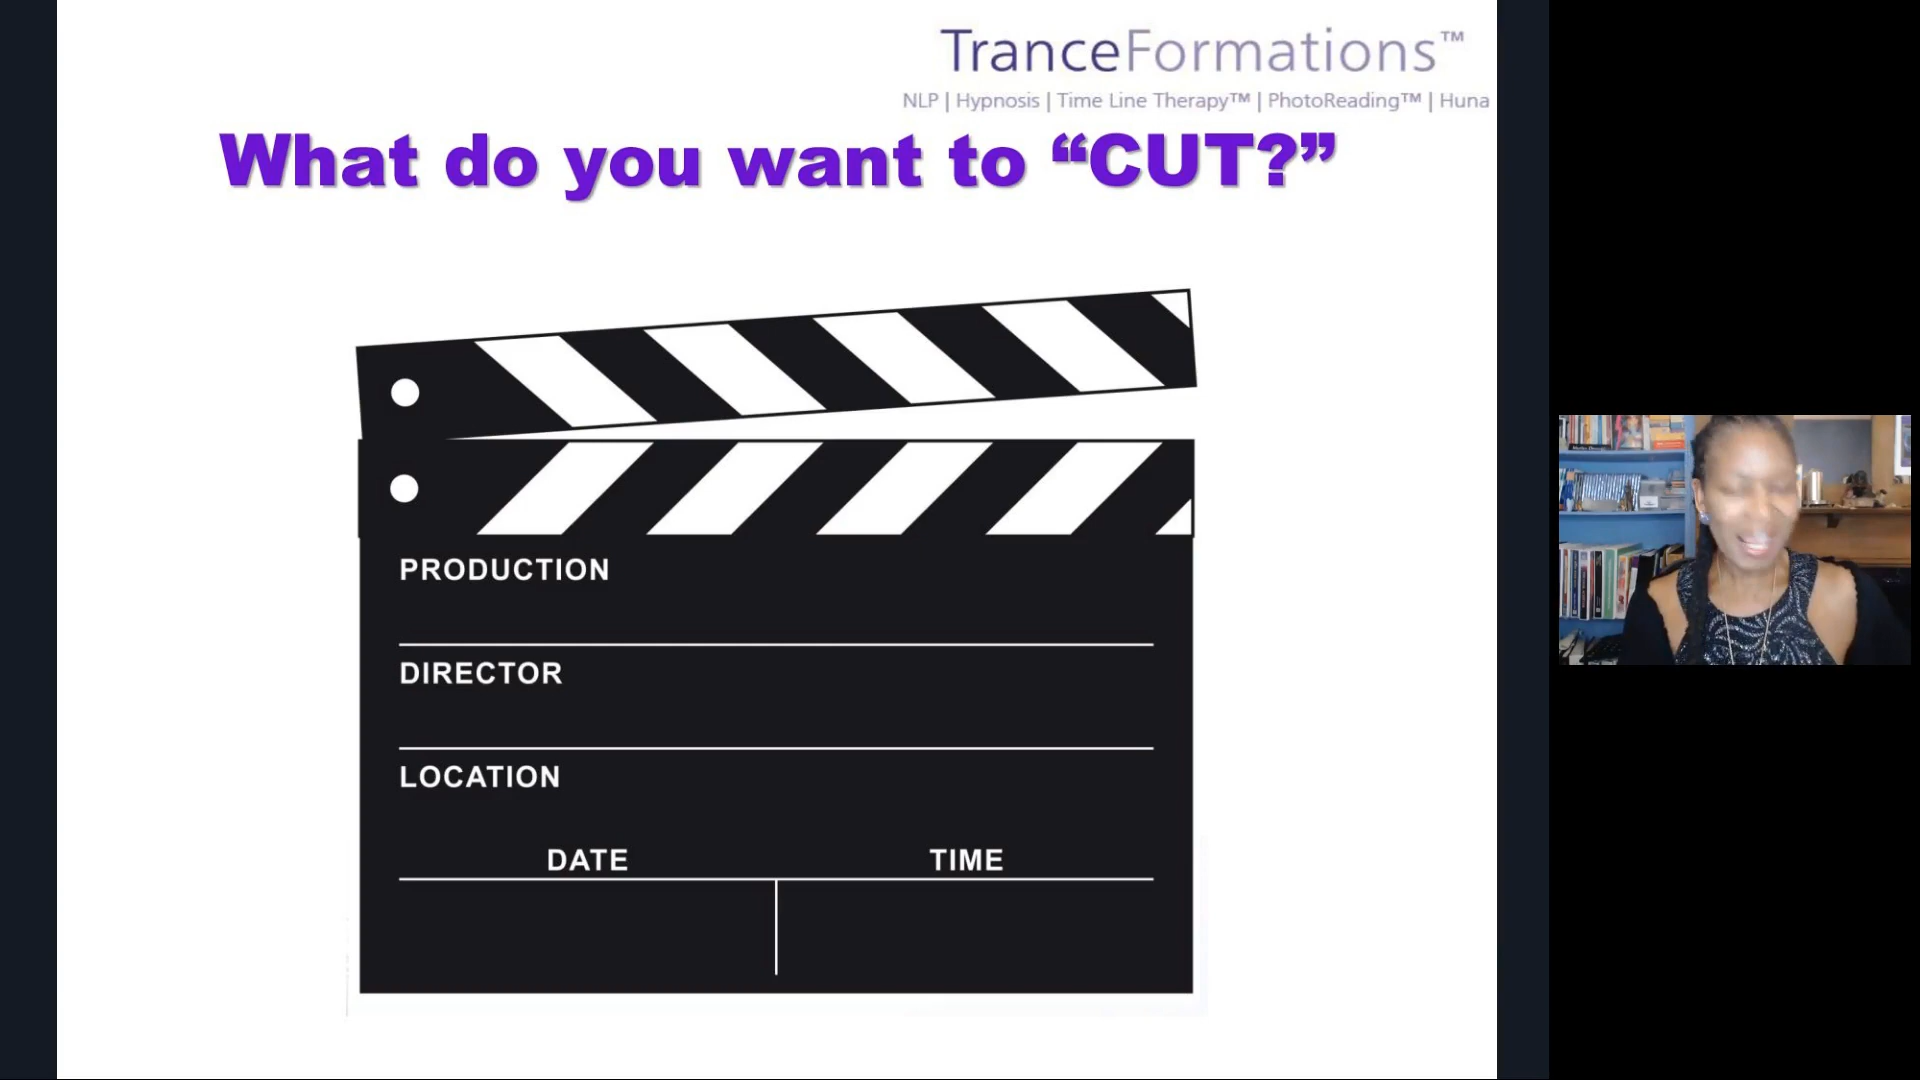 TranceFormations™
NLP | Hypnosis | Time Line Therapy™ | PhotoReading™ | Huna
What do you want to “CUT?”
PRODUCTION
DIRECTOR
LOCATION
DATE TIME